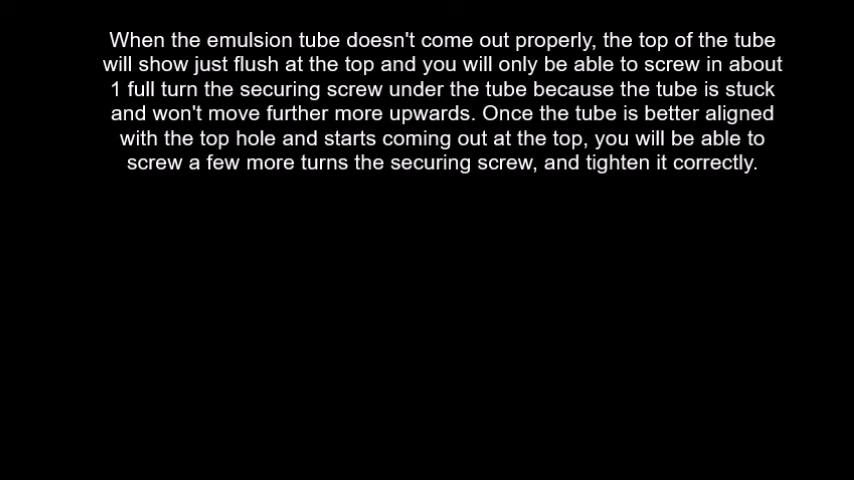 When the emulsion tube doesn't come out properly, the top of the tube
will show just flush at the top and you will only be able to screw in about
1 full turn the securing screw under the tube because the tube is stuck
and won't move further more upwards. Once the tube is better aligned
with the top hole and starts coming out at the top, you will be able to
screw a few more turns the securing screw, and tighten it correctly.